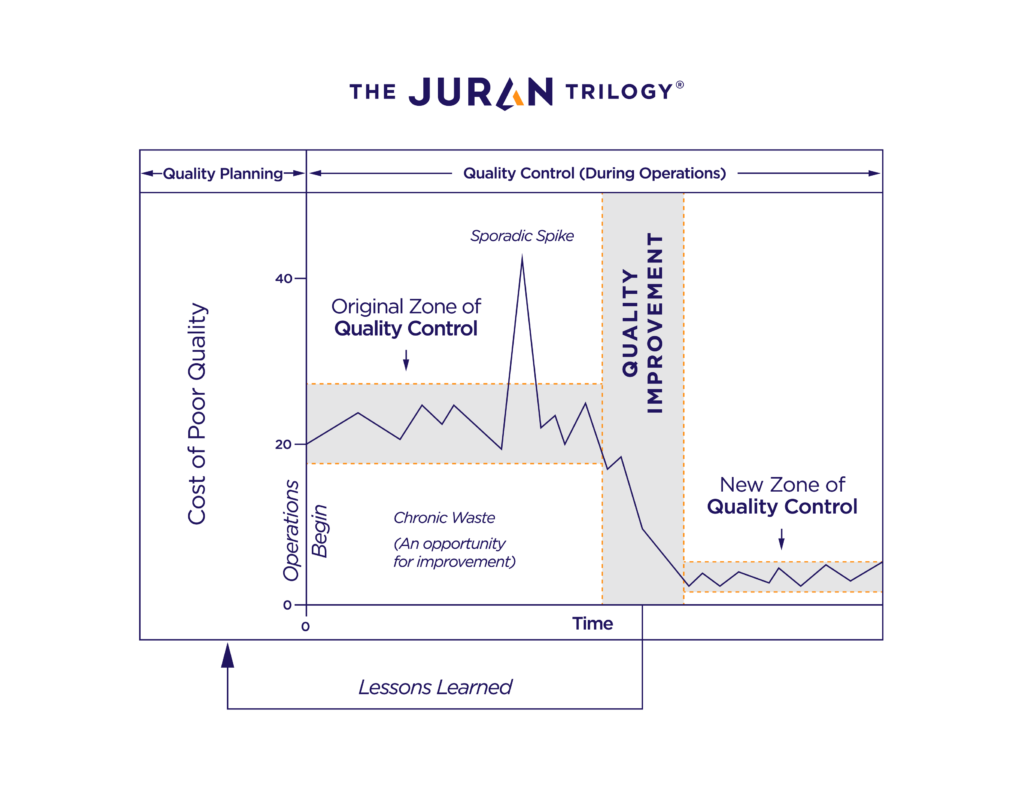 THE JURAN TRILOGY®
Quality Planning
Quality Control (During Operations)
Sporadic Spike
QUALITY
IMPROVEMENT
40
Original Zone of
Quality Control
Cost of Poor Quality
20
Operations
Begin
Chronic Waste
(An opportunity
for improvement)
New Zone of
Quality Control
0
0
Time
Lessons Learned